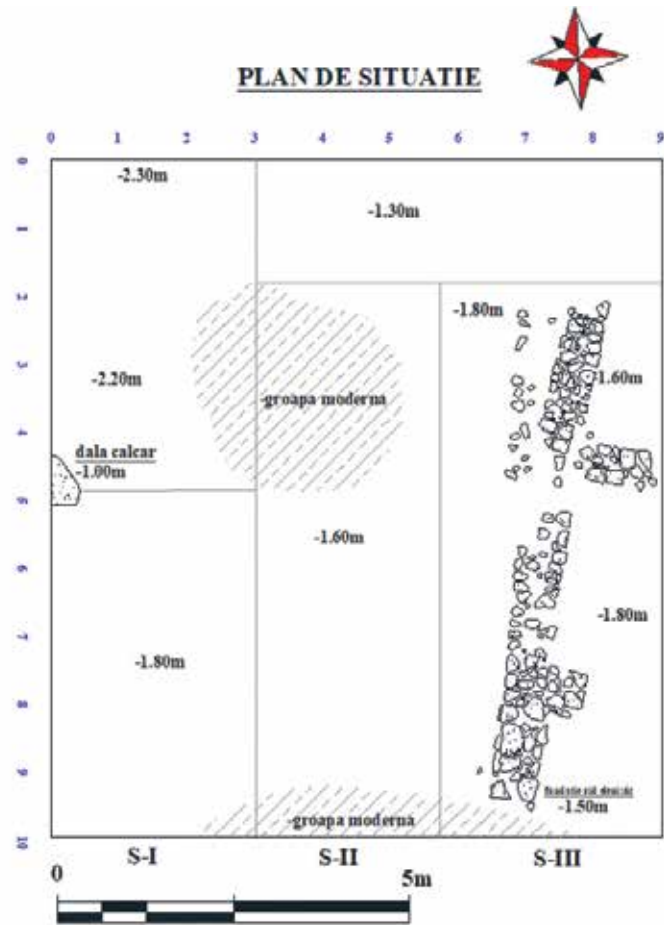 PLAN DE SITUATIE
0 1 2 3 4 5 6 7 8 9
0
-2.30m
-1.30m
1
2
-1.80m
3
-2.20m
-groapa moderna
-1.60m
4
dala calcar
-1.00m
5
-1.60m
6
-1.80m
7
-1.80m
8
9
-1.50m
-groapa moderna
10
S-I S-II S-III
0 5m